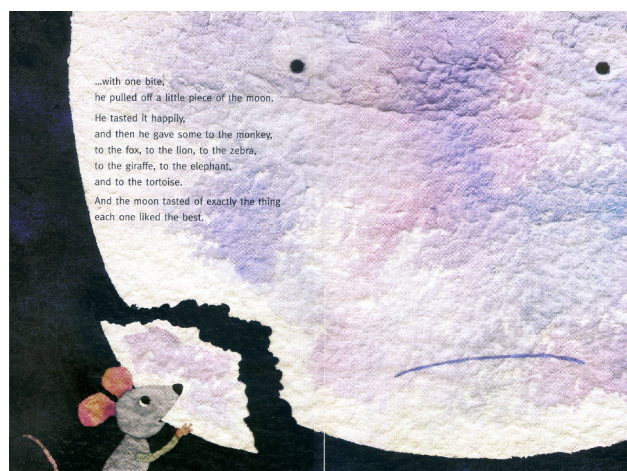 ...with one bite,
he pulled off a little piece of the moon.
He tasted it happily,
and then he gave some to the monkey,
to the fox, to the lion, to the zebra,
to the giraffe, to the elephant,
and to the tortoise.
And the moon tasted of exactly the thing
each one liked the best.